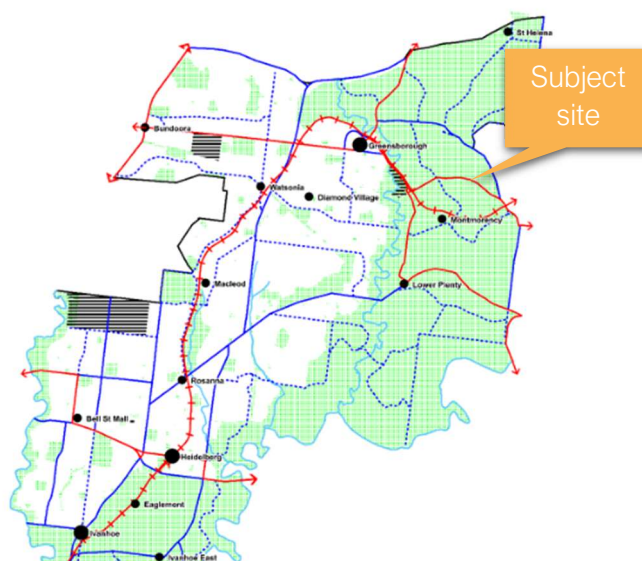 St Helena
Subject
site
Bundoora
Greensborough
Watsonia
Diamond Village
Montmorency
Macleod
Lower Plenty
Rosanna
Bell St Mall
Heidelberg
Eaglemont
Ivanhoe
Ivanhoe East